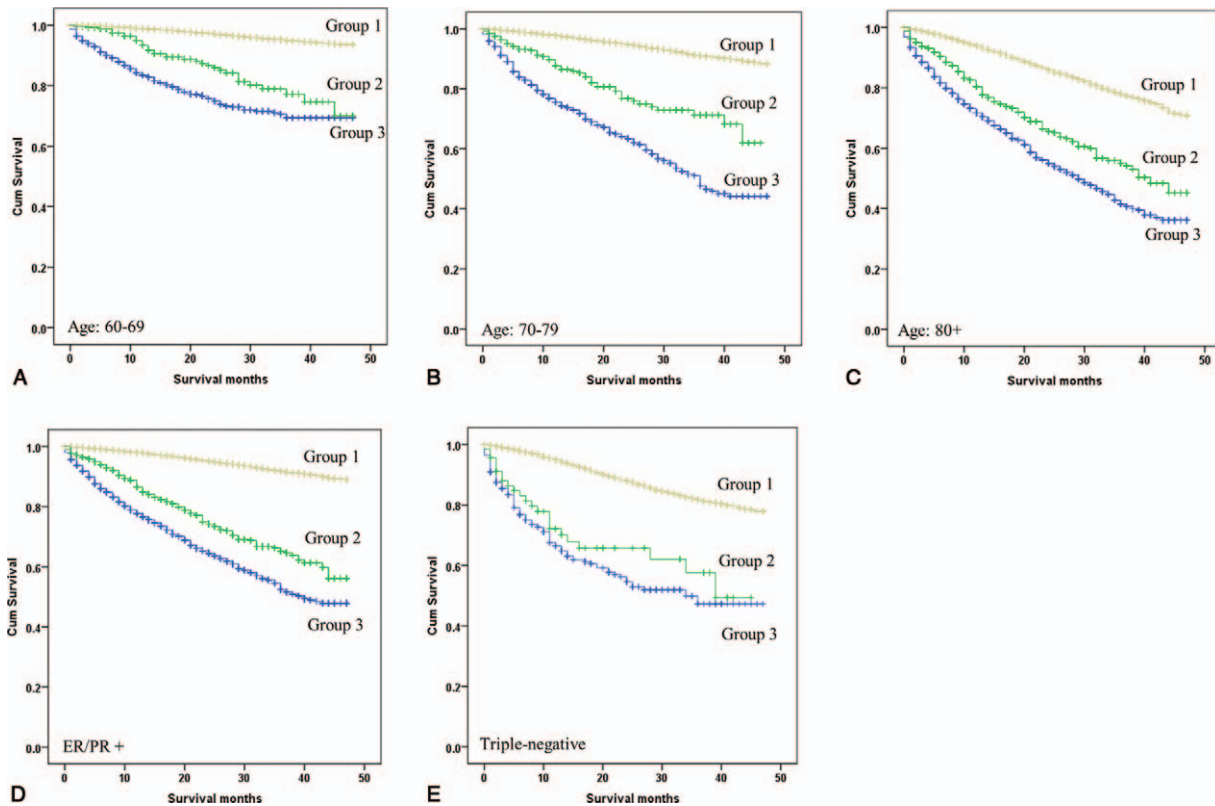 1.0
0.8
0.6
0.4
0.2
0.0
Cum Survival
Group 1
Group 2
Group 3
Age: 60-69
0 10 20 30 40 50
Survival months
A
1.0
0.8
0.6
0.4
0.2
0.0
Cum Survival
Group 1
Group 2
Group 3
Age: 70-79
0 10 20 30 40 50
Survival months
B
1.0
0.8
0.6
0.4
0.2
0.0
Cum Survival
Group 1
Group 2
Group 3
Age: 80+
0 10 20 30 40 50
Survival months
C
1.0
0.8
0.6
0.4
0.2
0.0
Cum Survival
Group 1
Group 2
Group 3
ER/PR +
0 10 20 30 40 50
Survival months
D
1.0
0.8
0.6
0.4
0.2
0.0
Cum Survival
Group 1
Group 2
Group 3
Triple-negative
0 10 20 30 40 50
Survival months
E